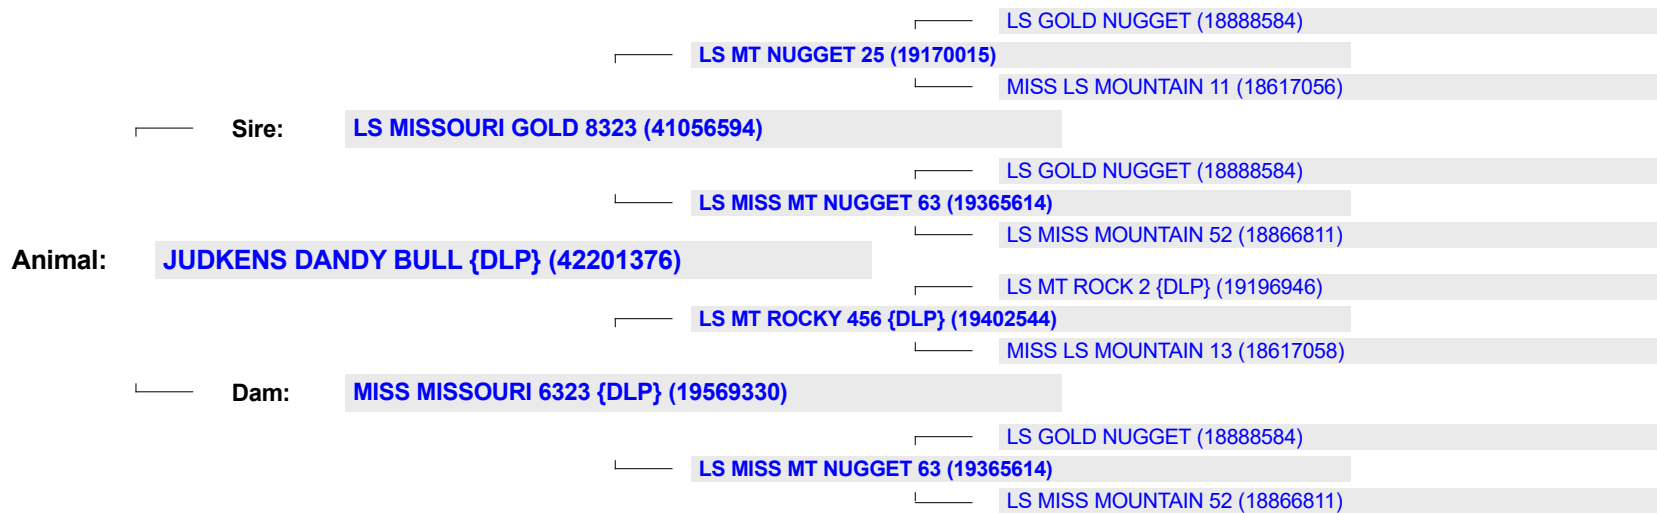 LS GOLD NUGGET (18888584)
LS MT NUGGET 25 (19170015)
MISS LS MOUNTAIN 11 (18617056)
Sire: LS MISSOURI GOLD 8323 (41056594)
LS GOLD NUGGET (18888584)
LS MISS MT NUGGET 63 (19365614)
LS MISS MOUNTAIN 52 (18866811)
Animal: JUDKENS DANDY BULL {DLP} (42201376)
LS MT ROCK 2 {DLP} (19196946)
LS MT ROCKY 456 {DLP} (19402544)
MISS LS MOUNTAIN 13 (18617058)
Dam: MISS MISSOURI 6323 {DLP} (19569330)
LS GOLD NUGGET (18888584)
LS MISS MT NUGGET 63 (19365614)
LS MISS MOUNTAIN 52 (18866811)